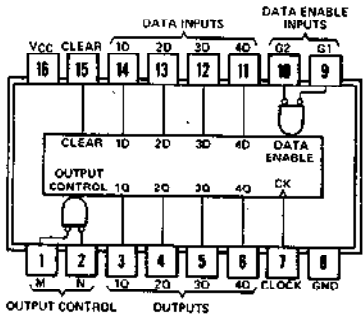 DATA ENABLE
DATA INPUTS INPUTS
VCC CLEAR 1D 2D 3D 4D G2 G1
16 15 14 13 12 11 10 9
CLEAR 1D 2D 3D 4D DATA
ENABLE
OUTPUT
CONTROL 1Q 2Q 3Q 4Q CK
1 2 3 4 5 6 7 8
M N 1Q 2Q 3Q 4Q CLOCK GND
OUTPUT CONTROL OUTPUTS